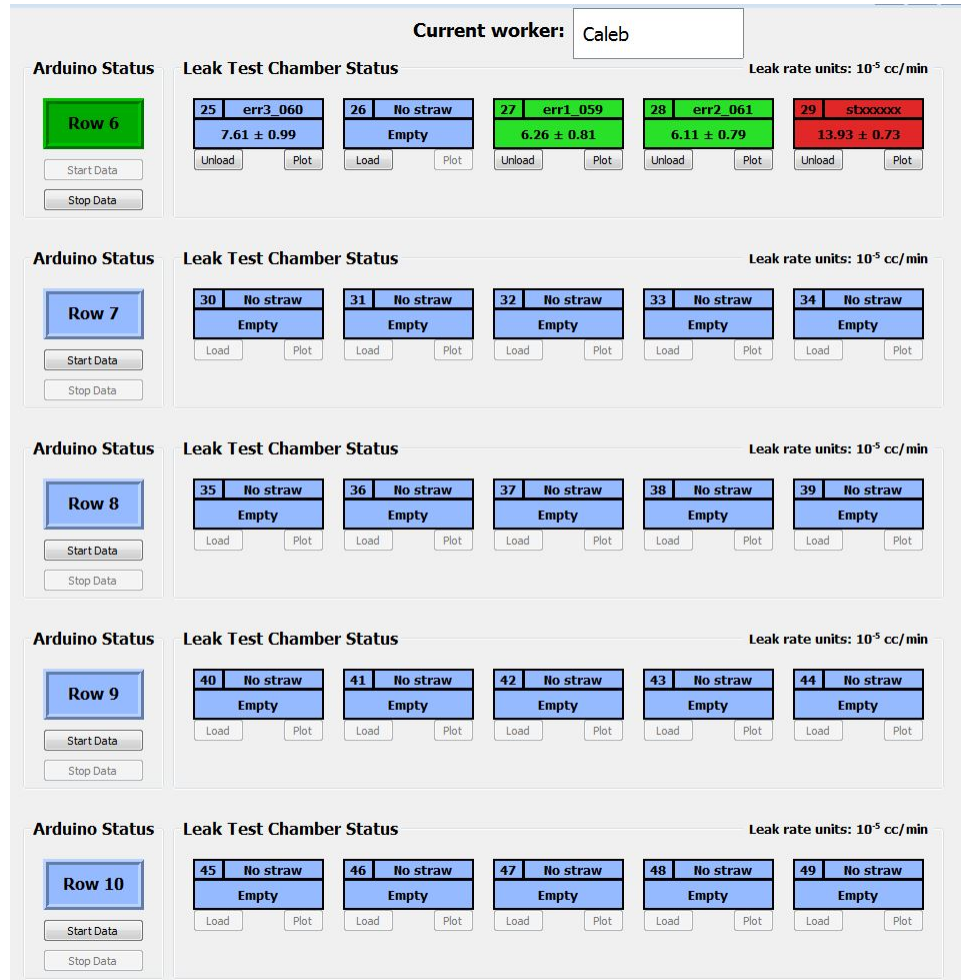 Current worker: Caleb
Arduino Status Leak Test Chamber Status Leak rate units: 10⁻⁵ cc/min
Row 6
25 err3_060 26 No straw 27 err1_059 28 err2_061 29 stxxxxxx
7.61 ± 0.99 Empty 6.26 ± 0.81 6.11 ± 0.79 13.93 ± 0.73
Unload Plot Load Plot Unload Plot Unload Plot Unload Plot
Start Data
Stop Data
Arduino Status Leak Test Chamber Status Leak rate units: 10⁻⁵ cc/min
Row 7
30 No straw 31 No straw 32 No straw 33 No straw 34 No straw
Empty Empty Empty Empty Empty
Load Plot Load Plot Load Plot Load Plot Load Plot
Start Data
Stop Data
Arduino Status Leak Test Chamber Status Leak rate units: 10⁻⁵ cc/min
Row 8
35 No straw 36 No straw 37 No straw 38 No straw 39 No straw
Empty Empty Empty Empty Empty
Load Plot Load Plot Load Plot Load Plot Load Plot
Start Data
Stop Data
Arduino Status Leak Test Chamber Status Leak rate units: 10⁻⁵ cc/min
Row 9
40 No straw 41 No straw 42 No straw 43 No straw 44 No straw
Empty Empty Empty Empty Empty
Load Plot Load Plot Load Plot Load Plot Load Plot
Start Data
Stop Data
Arduino Status Leak Test Chamber Status Leak rate units: 10⁻⁵ cc/min
Row 10
45 No straw 46 No straw 47 No straw 48 No straw 49 No straw
Empty Empty Empty Empty Empty
Load Plot Load Plot Load Plot Load Plot Load Plot
Start Data
Stop Data